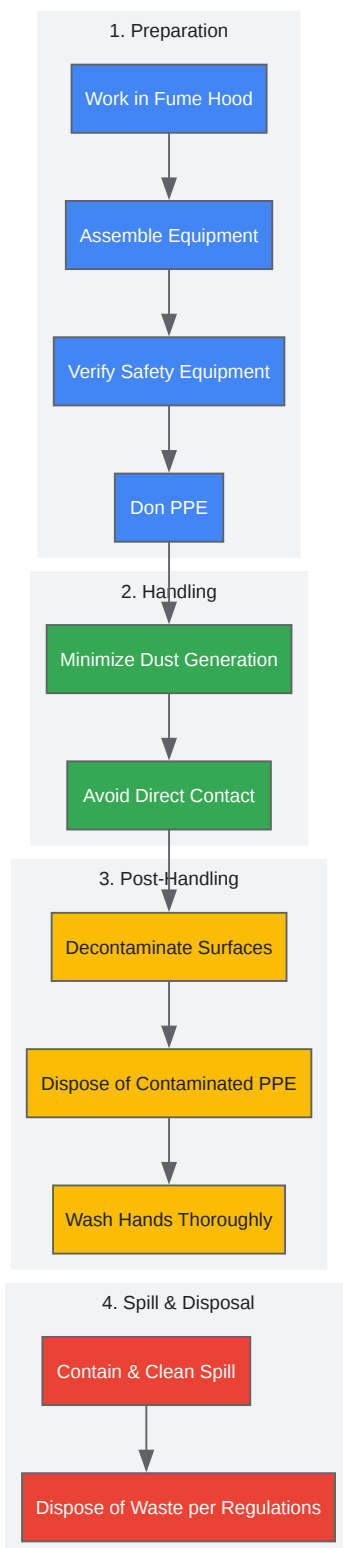 1. Preparation
Work in Fume Hood
Assemble Equipment
Verify Safety Equipment
Don PPE
2. Handling
Minimize Dust Generation
Avoid Direct Contact
3. Post-Handling
Decontaminate Surfaces
Dispose of Contaminated PPE
Wash Hands Thoroughly
4. Spill & Disposal
Contain & Clean Spill
Dispose of Waste per Regulations